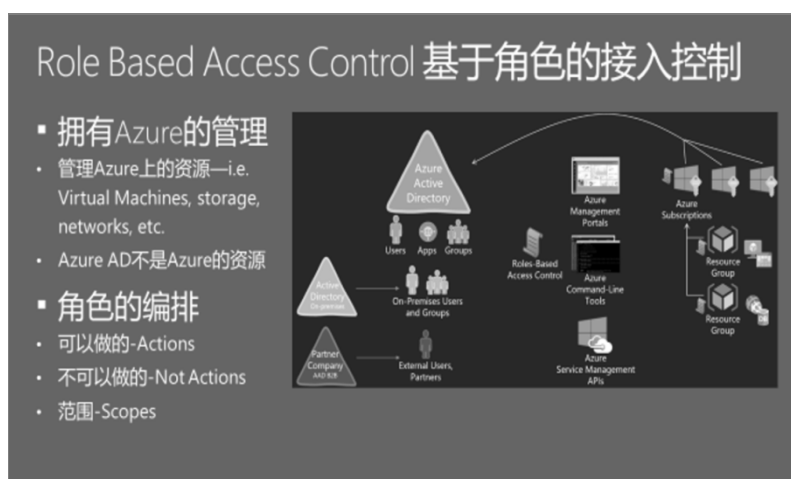 Role Based Access Control 基于角色的接入控制
▪ 拥有Azure的管理
• 管理Azure上的资源—i.e.
Virtual Machines, storage,
networks, etc.
• Azure AD不是Azure的资源
▪ 角色的编排
• 可以做的-Actions
• 不可以做的-Not Actions
• 范围-Scopes
Azure
Active
Directory
Users
Apps
Groups
Active
Directory
On-premises
On-Premises Users
and Groups
Partner
Company
AAD B2B
External Users,
Partners
Roles-Based
Access Control
Azure
Management
Portals
Azure
Command-Line
Tools
Azure
Service Management
APIs
Azure
Subscriptions
Resource
Group
Resource
Group